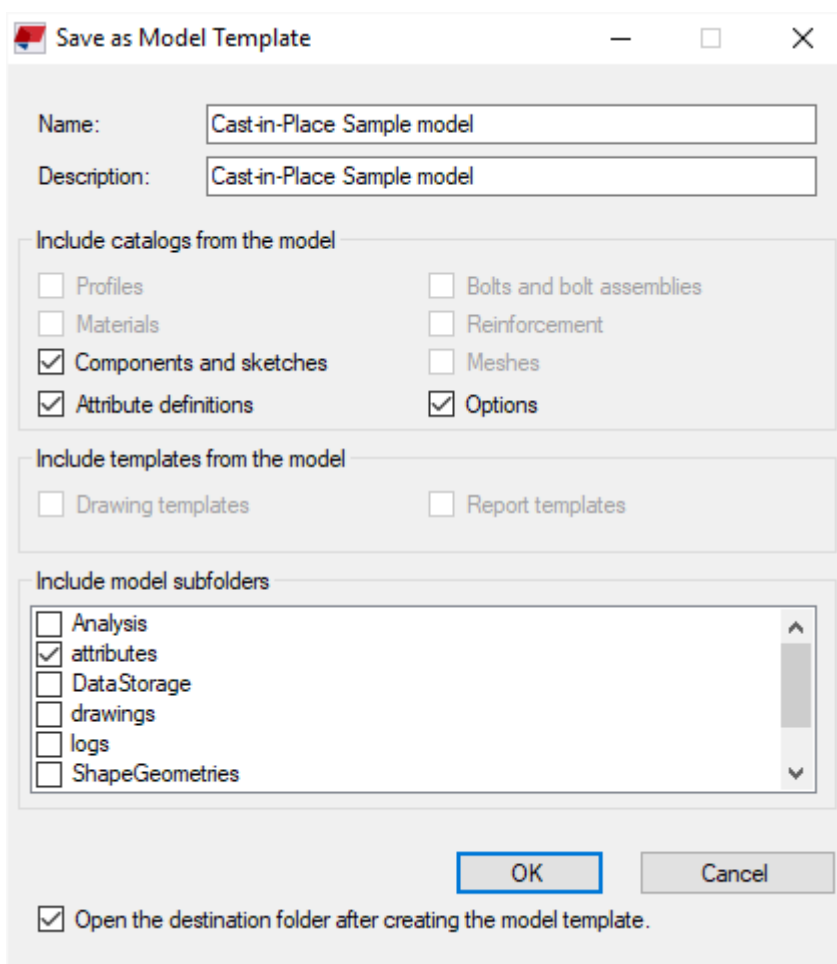 Save as Model Template
Name: Cast-in-Place Sample model
Description: Cast-in-Place Sample model
Include catalogs from the model
Profiles Bolts and bolt assemblies
Materials Reinforcement
Components and sketches Meshes
Attribute definitions Options
Include templates from the model
Drawing templates Report templates
Include model subfolders
Analysis
attributes
DataStorage
drawings
logs
ShapeGeometries
OK Cancel
Open the destination folder after creating the model template.